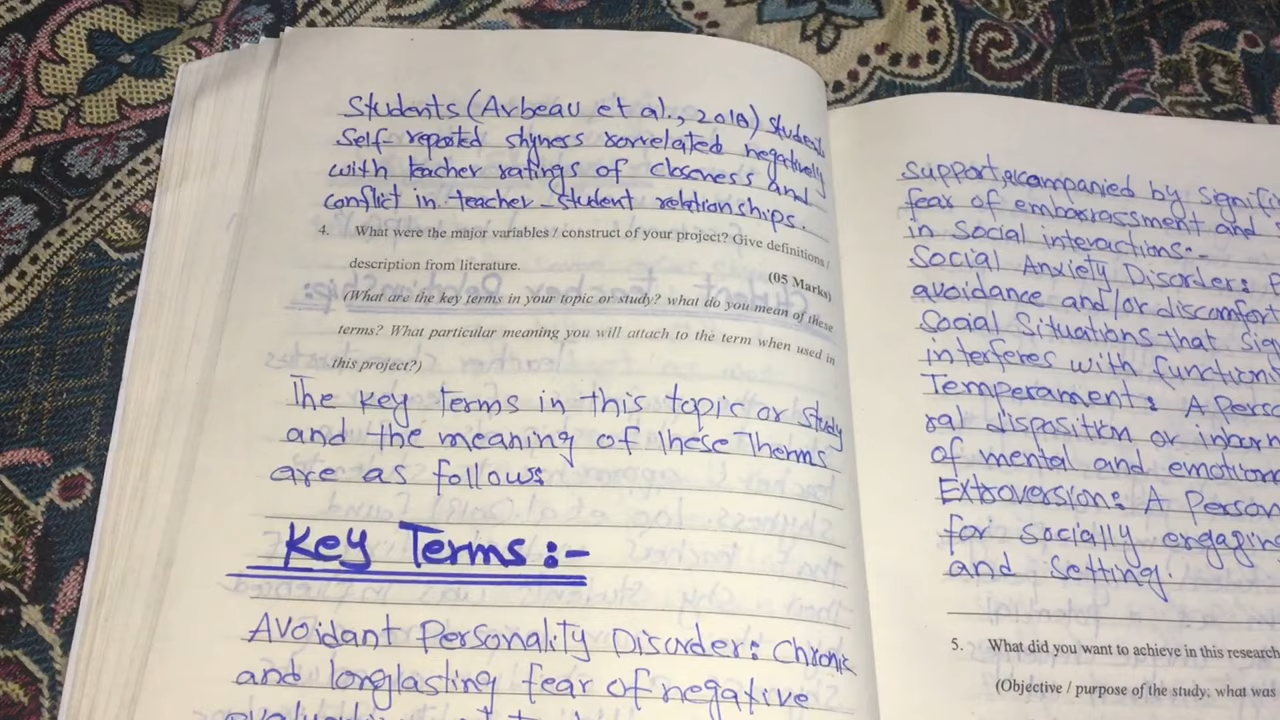 Students (Arbeau et al., 2010) Students
Self-reported shyness correlated negatively
with teacher ratings of closeness and
conflict in teacher-student relationships.
4. What were the major variables / construct of your project? Give definitions /
description from literature.
(05 Marks)
(What are the key terms in your topic or study? what do you mean of these
terms? What particular meaning you will attach to the term when used in
this project?)
The key terms in this topic or study
and the meaning of these Therms
are as follows
Key Terms :-
Avoidant Personality Disorder: Chronic
and longlasting fear of negative
support, accompanied by
fear of embarrassment and
in social interactions:-
Social Anxiety Disorder:
avoidance and/or discomfort
Social Situations that
interferes with
Temperament: A
disposition or
of mental and
Extroversion: A
for socially
and setting.
5. What did you want to achieve in this research
(Objective / purpose of the study; what was